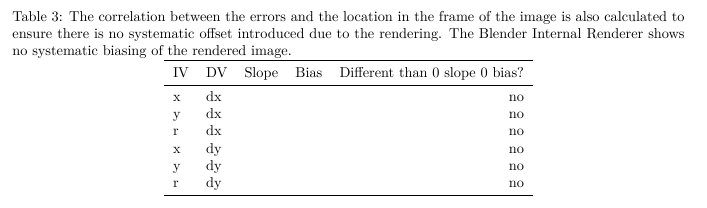 Table 3: The correlation between the errors and the location in the frame of the image is also calculated to
ensure there is no systematic offset introduced due to the rendering. The Blender Internal Renderer shows
no systematic biasing of the rendered image.
IV DV Slope Bias Different than 0 slope 0 bias?
x dx no
y dx no
r dx no
x dy no
y dy no
r dy no